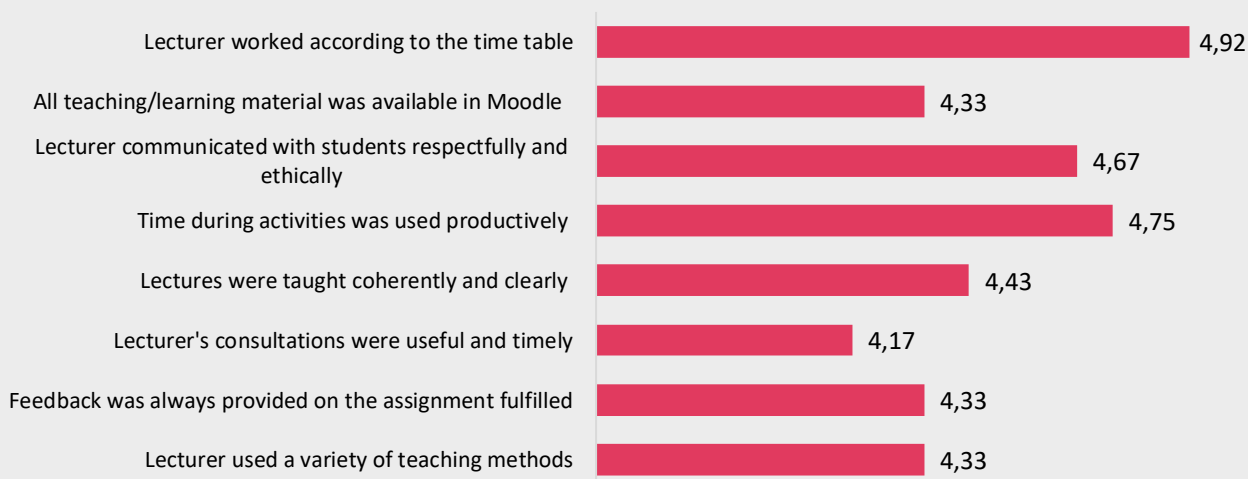 Lecturer worked according to the time table
4,92
All teaching/learning material was available in Moodle
4,33
Lecturer communicated with students respectfully and
ethically
4,67
Time during activities was used productively
4,75
Lectures were taught coherently and clearly
4,43
Lecturer's consultations were useful and timely
4,17
Feedback was always provided on the assignment fulfilled
4,33
Lecturer used a variety of teaching methods
4,33